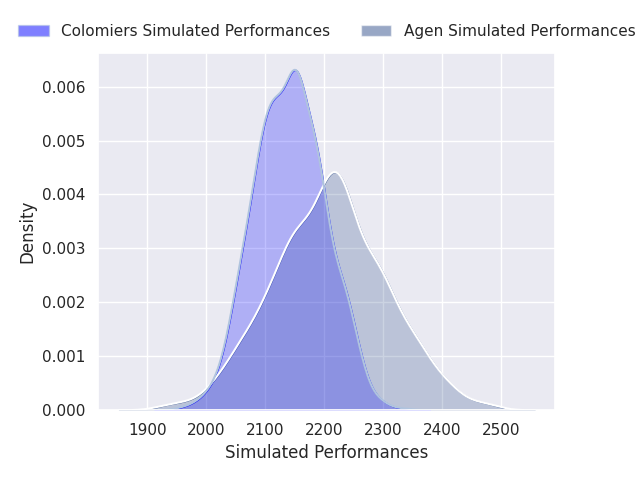 Colomiers Simulated Performances
Agen Simulated Performances
0.006
0.005
0.004
0.003
0.002
0.001
0.000
Density
1900 2000 2100 2200 2300 2400 2500
Simulated Performances